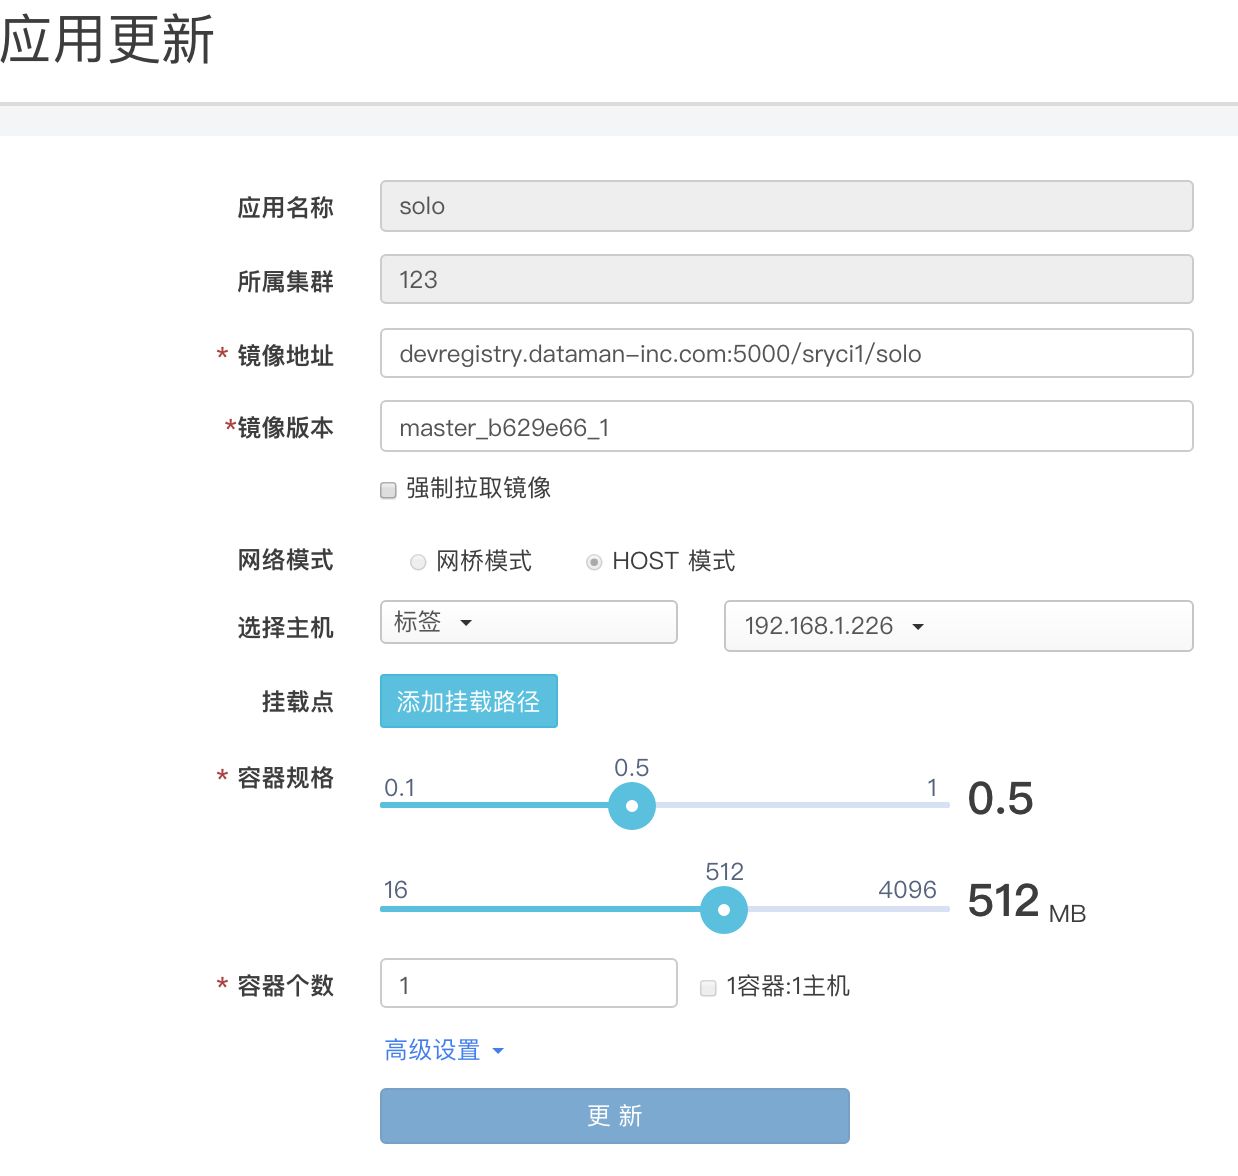 应用更新
应用名称 solo
所属集群 123
* 镜像地址 devregistry.dataman-inc.com:5000/sryci1/solo
*镜像版本 master_b629e66_1
强制拉取镜像
网络模式 网桥模式 HOST 模式
选择主机 标签 192.168.1.226
挂载点 添加挂载路径
* 容器规格 0.1 0.5 1 0.5
16 512 4096 512 MB
* 容器个数 1 1容器:1主机
高级设置
更 新